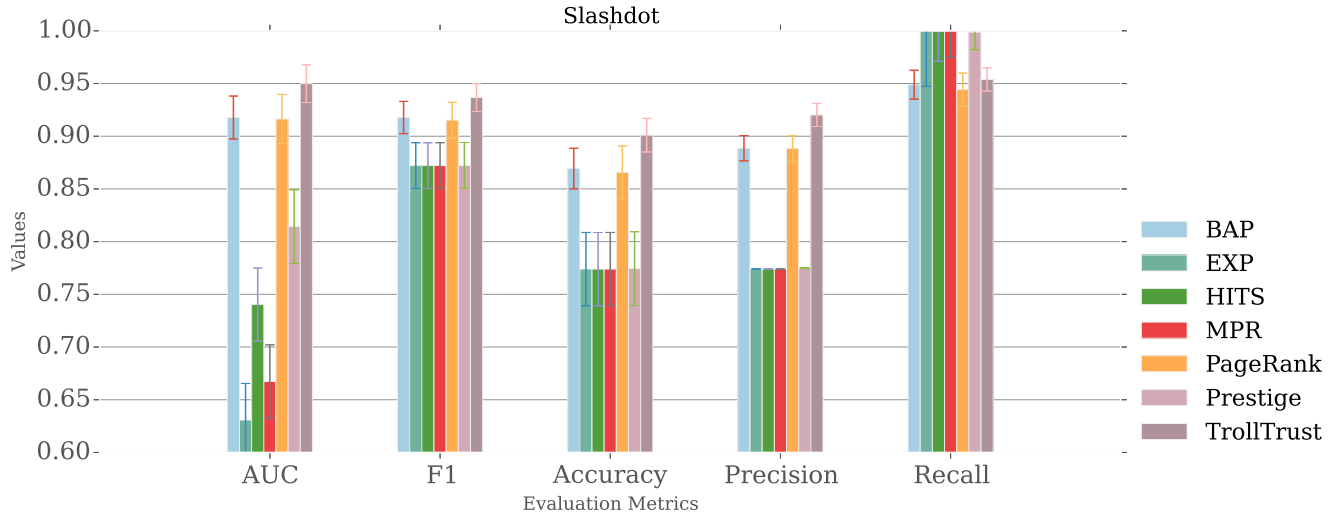 Slashdot
1.00
0.95
0.90
0.85
0.80
0.75
0.70
0.65
0.60
Values
AUC F1 Accuracy Precision Recall
Evaluation Metrics
BAP
EXP
HITS
MPR
PageRank
Prestige
TrollTrust